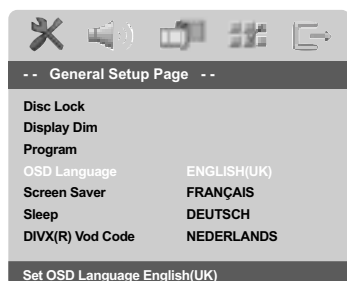 -- General Setup Page --
Disc Lock
Display Dim
Program
OSD Language ENGLISH(UK)
Screen Saver FRANÇAIS
Sleep DEUTSCH
DIVX(R) Vod Code NEDERLANDS
Set OSD Language English(UK)